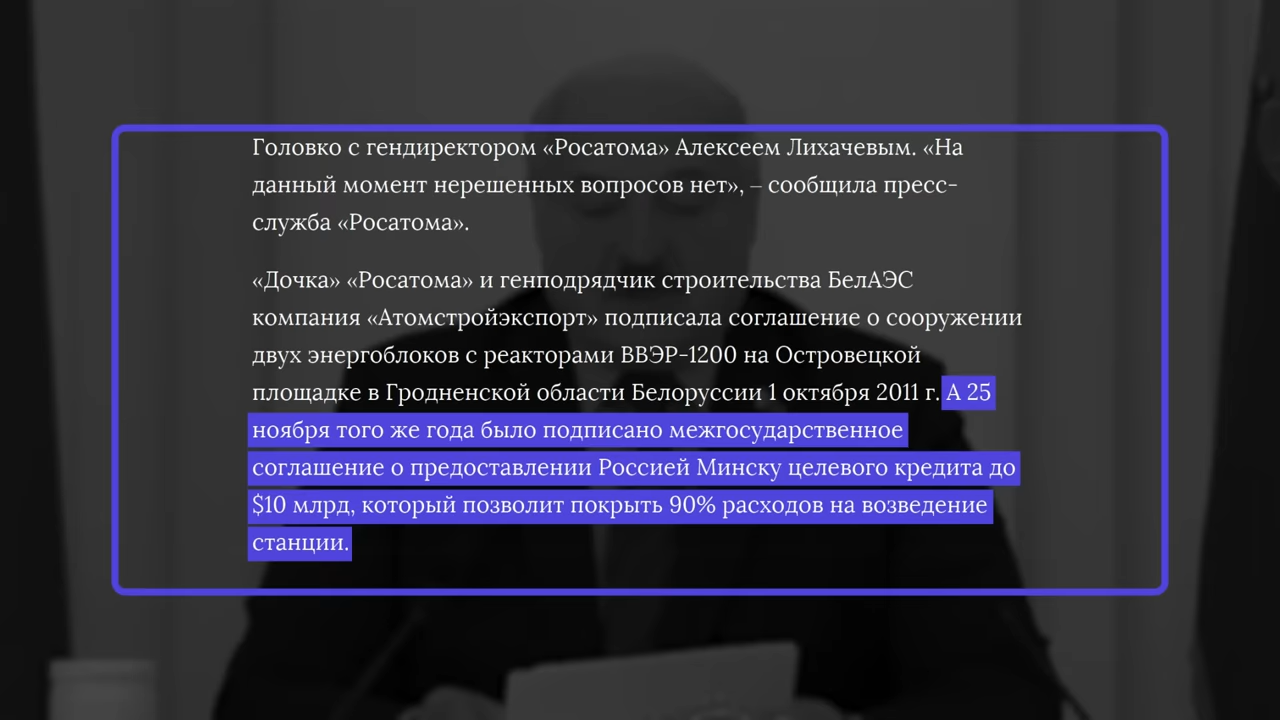 Головко с гендиректором «Росатома» Алексеем Лихачевым. «На
данный момент нерешенных вопросов нет», – сообщила пресс-
служба «Росатома».
«Дочка» «Росатома» и генподрядчик строительства БелАЭС
компания «Атомстройэкспорт» подписала соглашение о сооружении
двух энергоблоков с реакторами ВВЭР-1200 на Островецкой
площадке в Гродненской области Белоруссии 1 октября 2011 г. А 25
ноября того же года было подписано межгосударственное
соглашение о предоставлении Россией Минску целевого кредита до
$10 млрд, который позволит покрыть 90% расходов на возведение
станции.